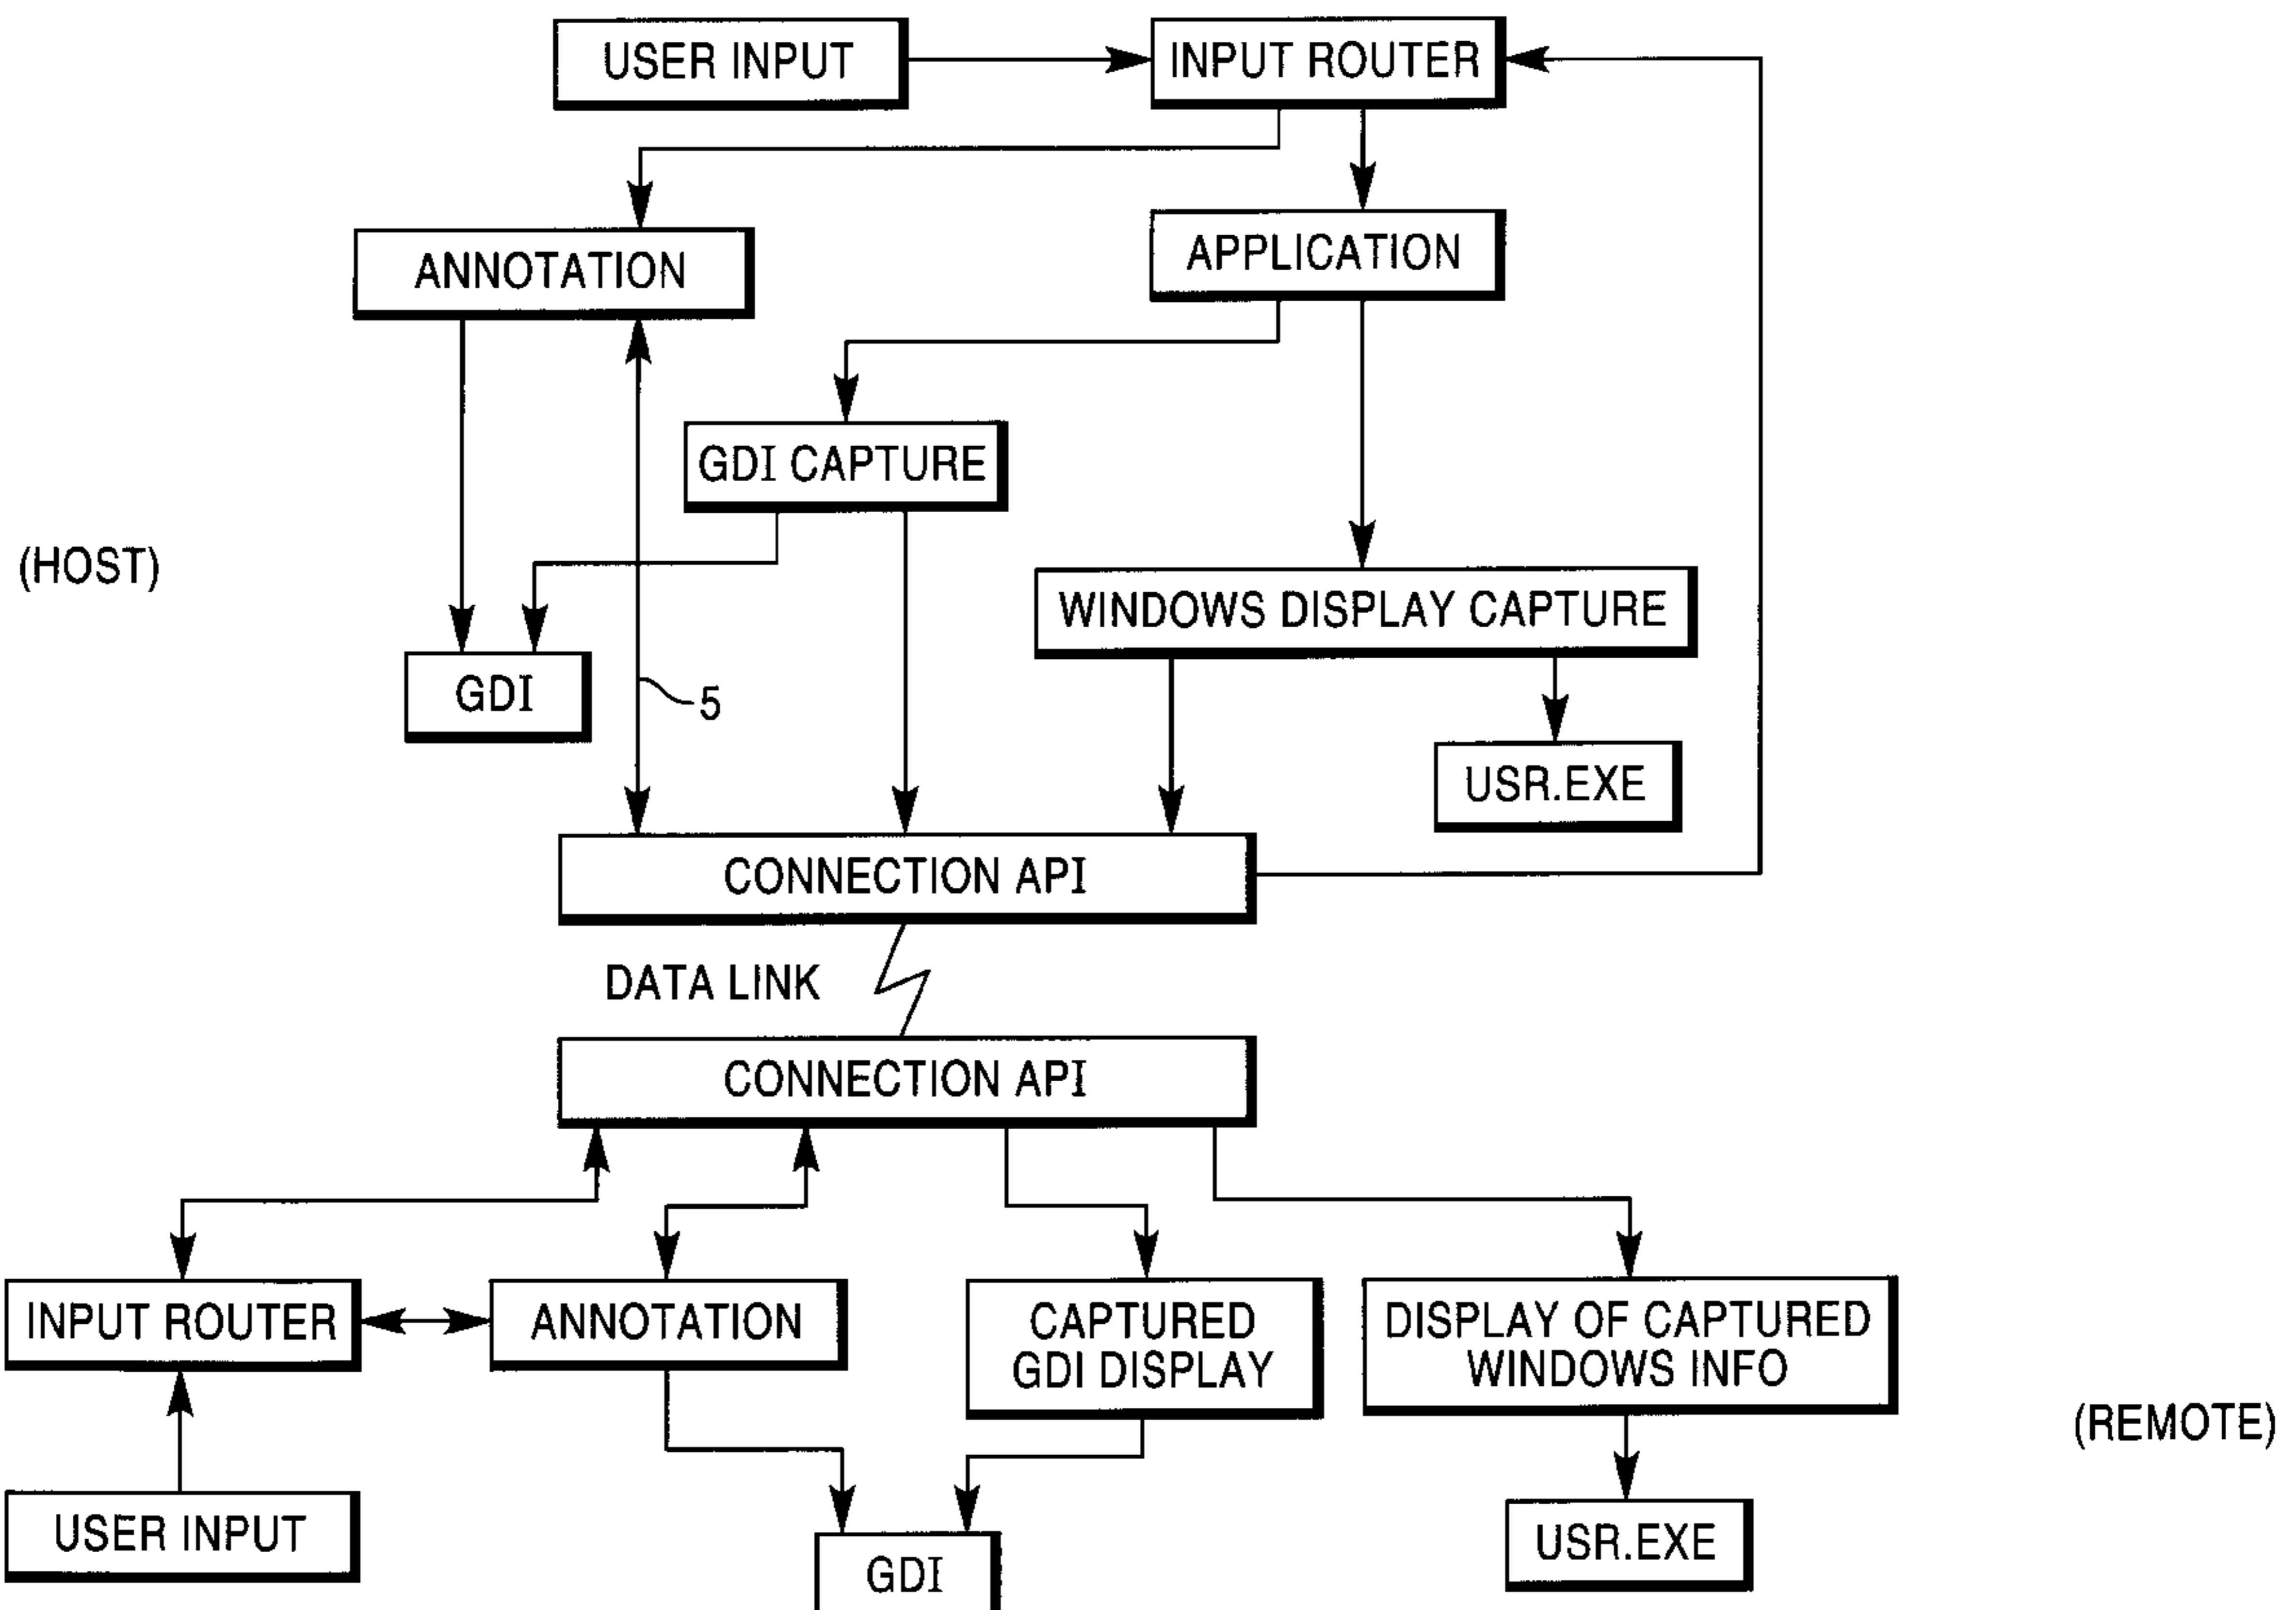 USER INPUT
INPUT ROUTER
ANNOTATION
APPLICATION
GDI CAPTURE
(HOST)
WINDOWS DISPLAY CAPTURE
GDI
5
USR.EXE
CONNECTION API
DATA LINK
CONNECTION API
INPUT ROUTER
ANNOTATION
CAPTURED
GDI DISPLAY
DISPLAY OF CAPTURED
WINDOWS INFO
(REMOTE)
USER INPUT
GDI
USR.EXE